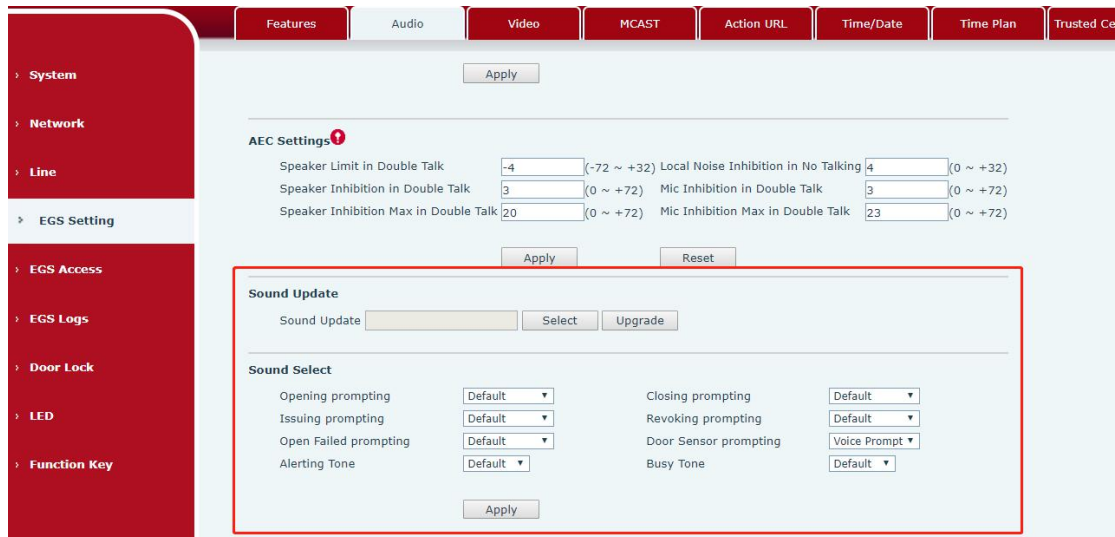 Features Audio Video MCAST Action URL Time/Date Time Plan Trusted Ce
› System
› Network
› Line
› EGS Setting
› EGS Access
› EGS Logs
› Door Lock
› LED
› Function Key
Apply
AEC Settings
Speaker Limit in Double Talk -4 (-72 ~ +32) Local Noise Inhibition in No Talking 4 (0 ~ +32)
Speaker Inhibition in Double Talk 3 (0 ~ +72) Mic Inhibition in Double Talk 3 (0 ~ +72)
Speaker Inhibition Max in Double Talk 20 (0 ~ +72) Mic Inhibition Max in Double Talk 23 (0 ~ +72)
Apply Reset
Sound Update
Sound Update Select Upgrade
Sound Select
Opening prompting Default Closing prompting Default
Issuing prompting Default Revoking prompting Default
Open Failed prompting Default Door Sensor prompting Voice Prompt
Alerting Tone Default Busy Tone Default
Apply